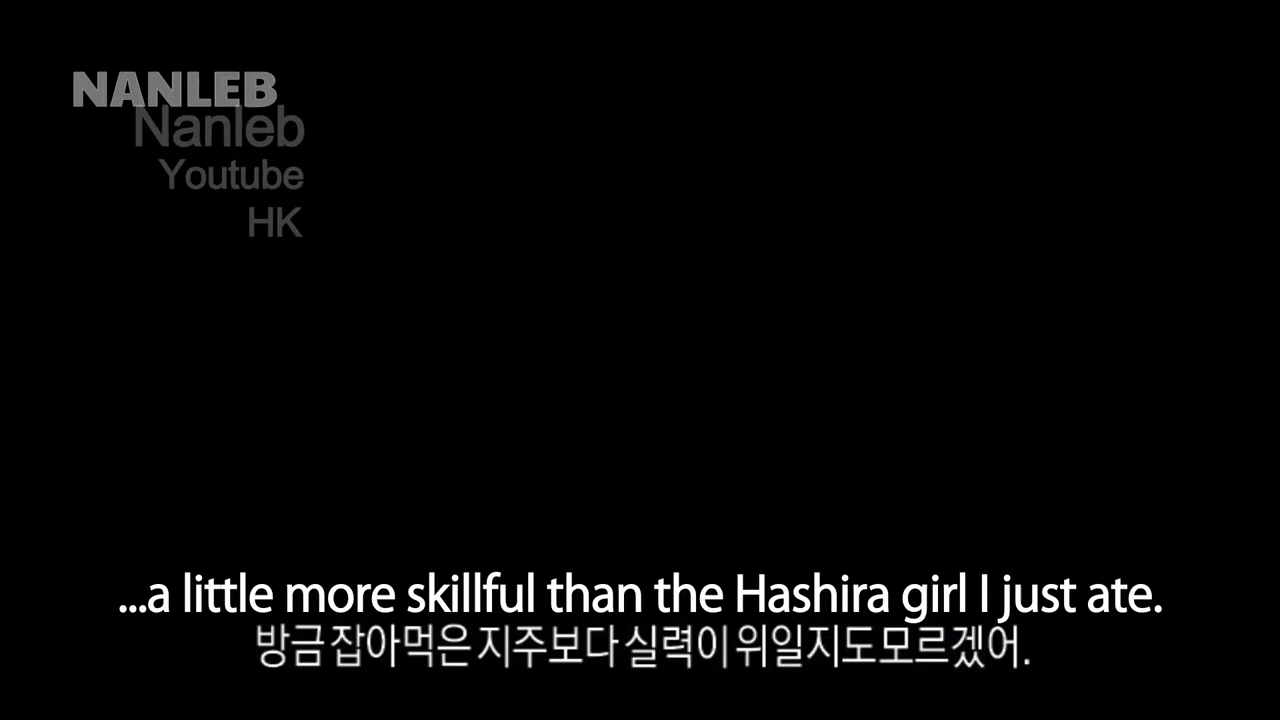 NANLEB
Nanleb
Youtube
HK
...a little more skillful than the Hashira girl I just ate.
방금 잡아먹은 지주보다 실력이 위일지도 모르겠어.